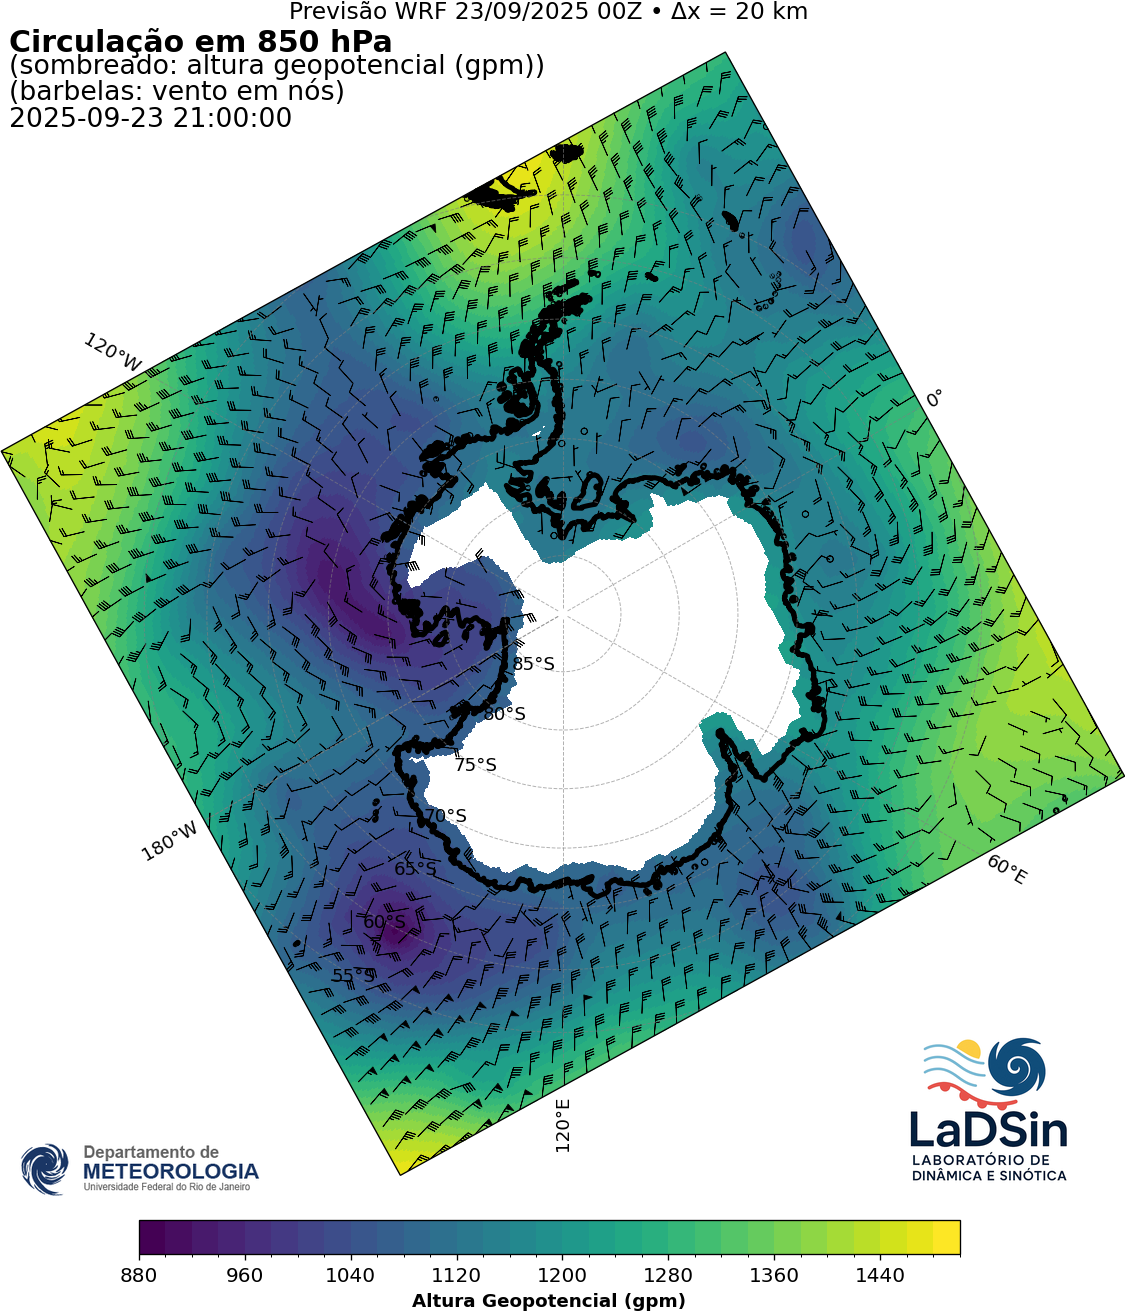 Previsão WRF 23/09/2025 00Z • Δx = 20 km
Circulação em 850 hPa
(sombreado: altura geopotencial (gpm))
(barbelas: vento em nós)
2025-09-23 21:00:00
120°W
0°
85°S
80°S
75°S
70°S
180°W
65°S
60°E
60°S
55°S
120°E
LaDSin
LABORATÓRIO DE
DINÂMICA E SINÓTICA
Departamento de
METEOROLOGIA
Universidade Federal do Rio de Janeiro
880 960 1040 1120 1200 1280 1360 1440
Altura Geopotencial (gpm)